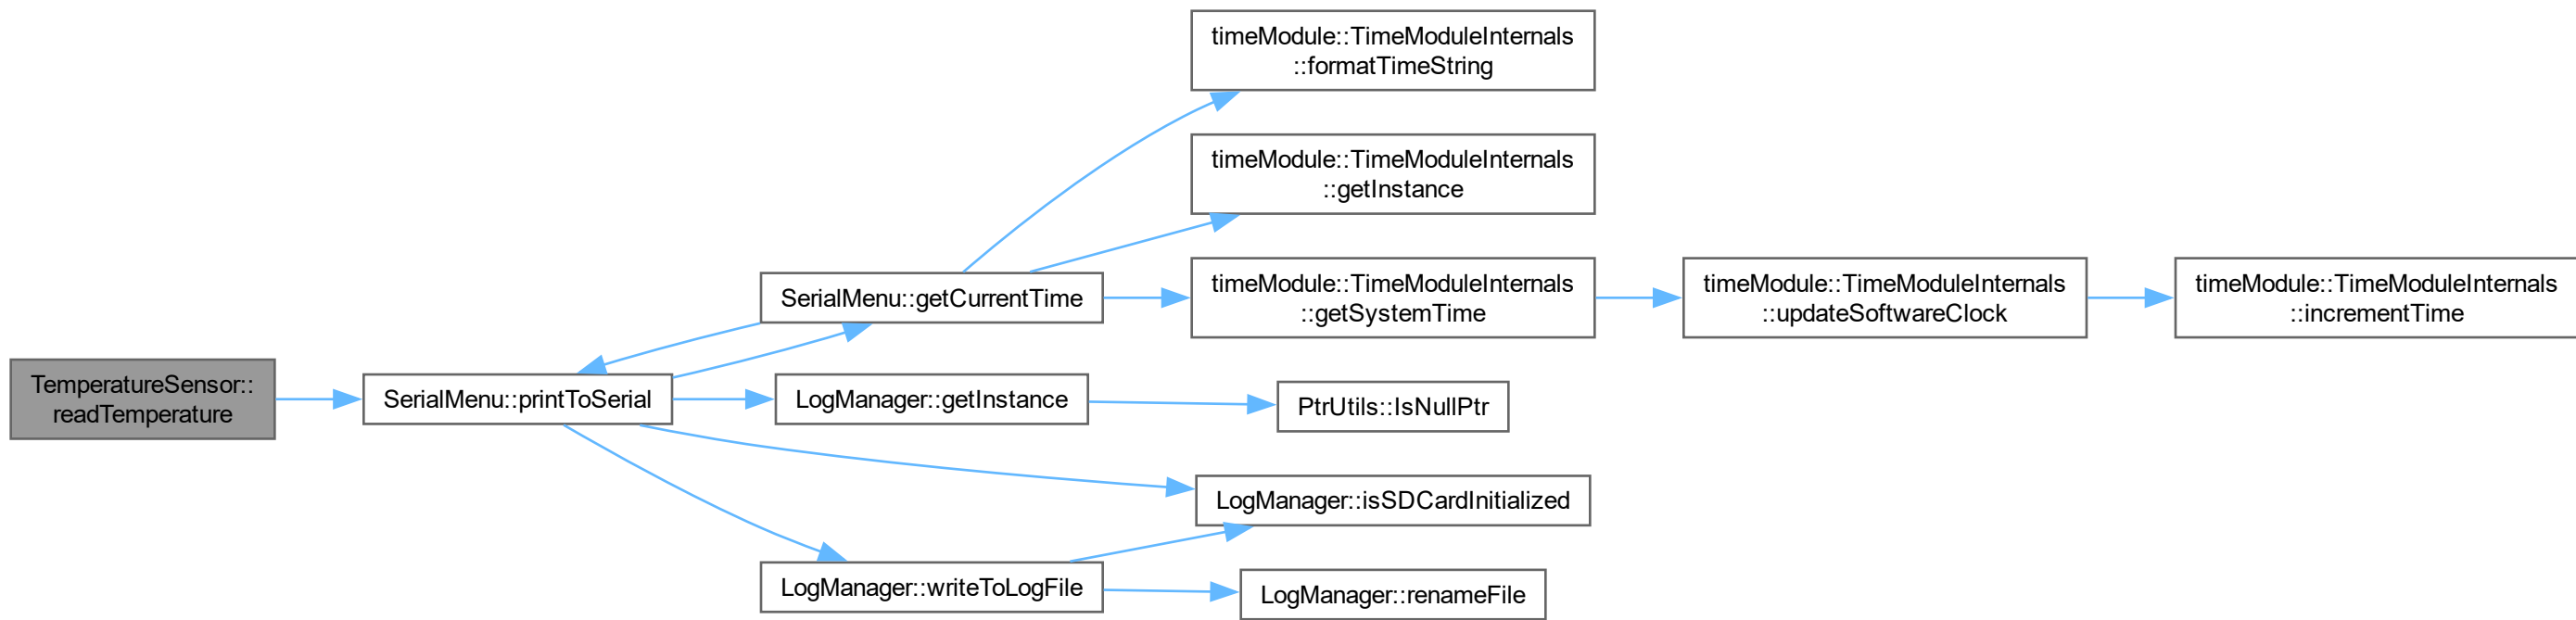 timeModule::TimeModuleInternals
::formatTimeString
timeModule::TimeModuleInternals
::getInstance
SerialMenu::getCurrentTime
timeModule::TimeModuleInternals
::getSystemTime
timeModule::TimeModuleInternals
::updateSoftwareClock
timeModule::TimeModuleInternals
::incrementTime
TemperatureSensor::
readTemperature
SerialMenu::printToSerial
LogManager::getInstance
PtrUtils::IsNullPtr
LogManager::isSDCardInitialized
LogManager::writeToLogFile
LogManager::renameFile